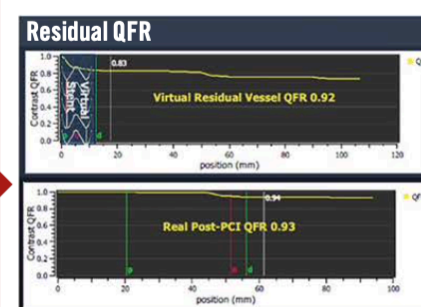 Residual QFR
Contrast QFR
1.0
0.8
0.6
0.4
0.2
0.0
Virtual
Stent
p
d
0.83
Virtual Residual Vessel QFR 0.92
0 20 40 60 80 100 120
position (mm)
Contrast QFR
1.0
0.8
0.6
0.4
0.2
0.0
0.94
Real Post-PCI QFR 0.93
p
d
0 20 40 60 80 100
position (mm)